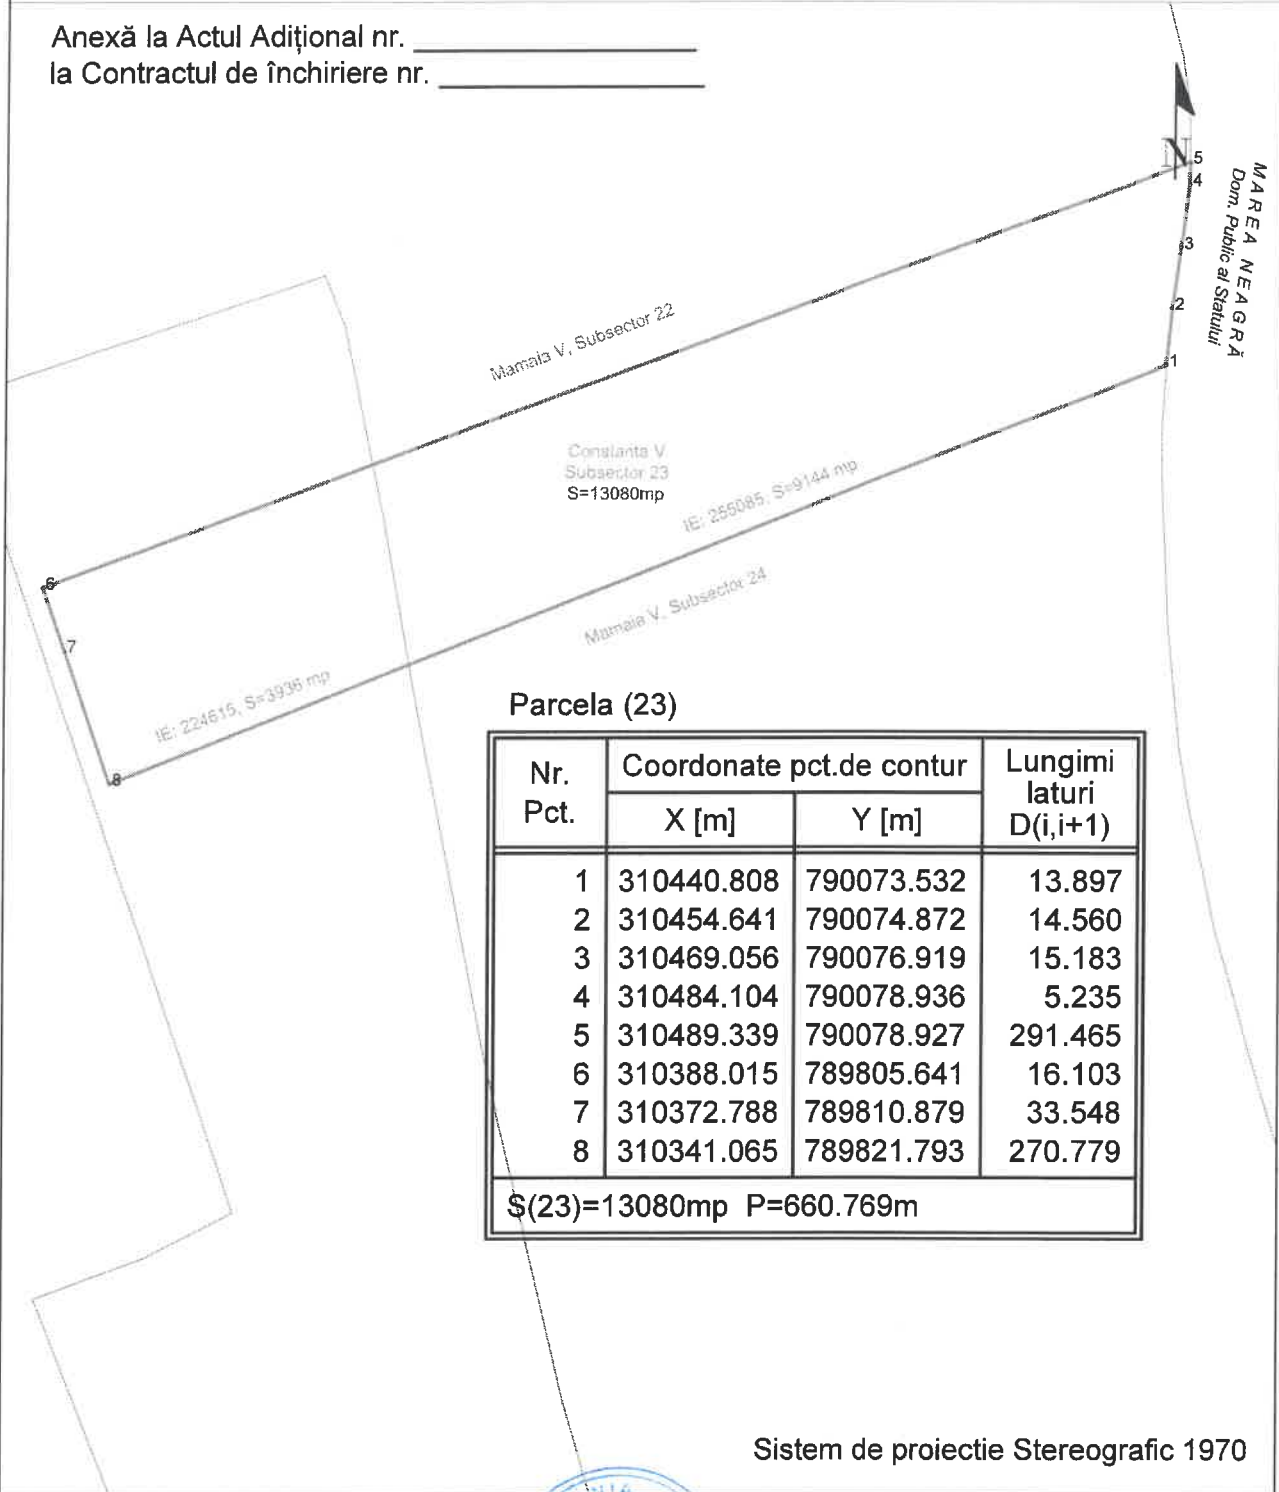 Anexă la Actul Adițional nr.
la Contractul de închiriere nr.
N
5
4
3
2
1
MAREA NEAGRĂ
Dom. Public al Statului
Mamaia V, Subsector 22
Constanta V
Subsector 23
S=13080mp
IE: 255085, S=9144 mp
Mamaia V, Subsector 24
6
7
IE: 224615, S=3936 mp
8
Parcela (23)
Nr. Pct. Coordonate pct.de contur Lungimi laturi D(i,i+1)
X [m] Y [m]
1 310440.808 790073.532 13.897
2 310454.641 790074.872 14.560
3 310469.056 790076.919 15.183
4 310484.104 790078.936 5.235
5 310489.339 790078.927 291.465
6 310388.015 789805.641 16.103
7 310372.788 789810.879 33.548
8 310341.065 789821.793 270.779
S(23)=13080mp P=660.769m
Sistem de proiectie Stereografic 1970